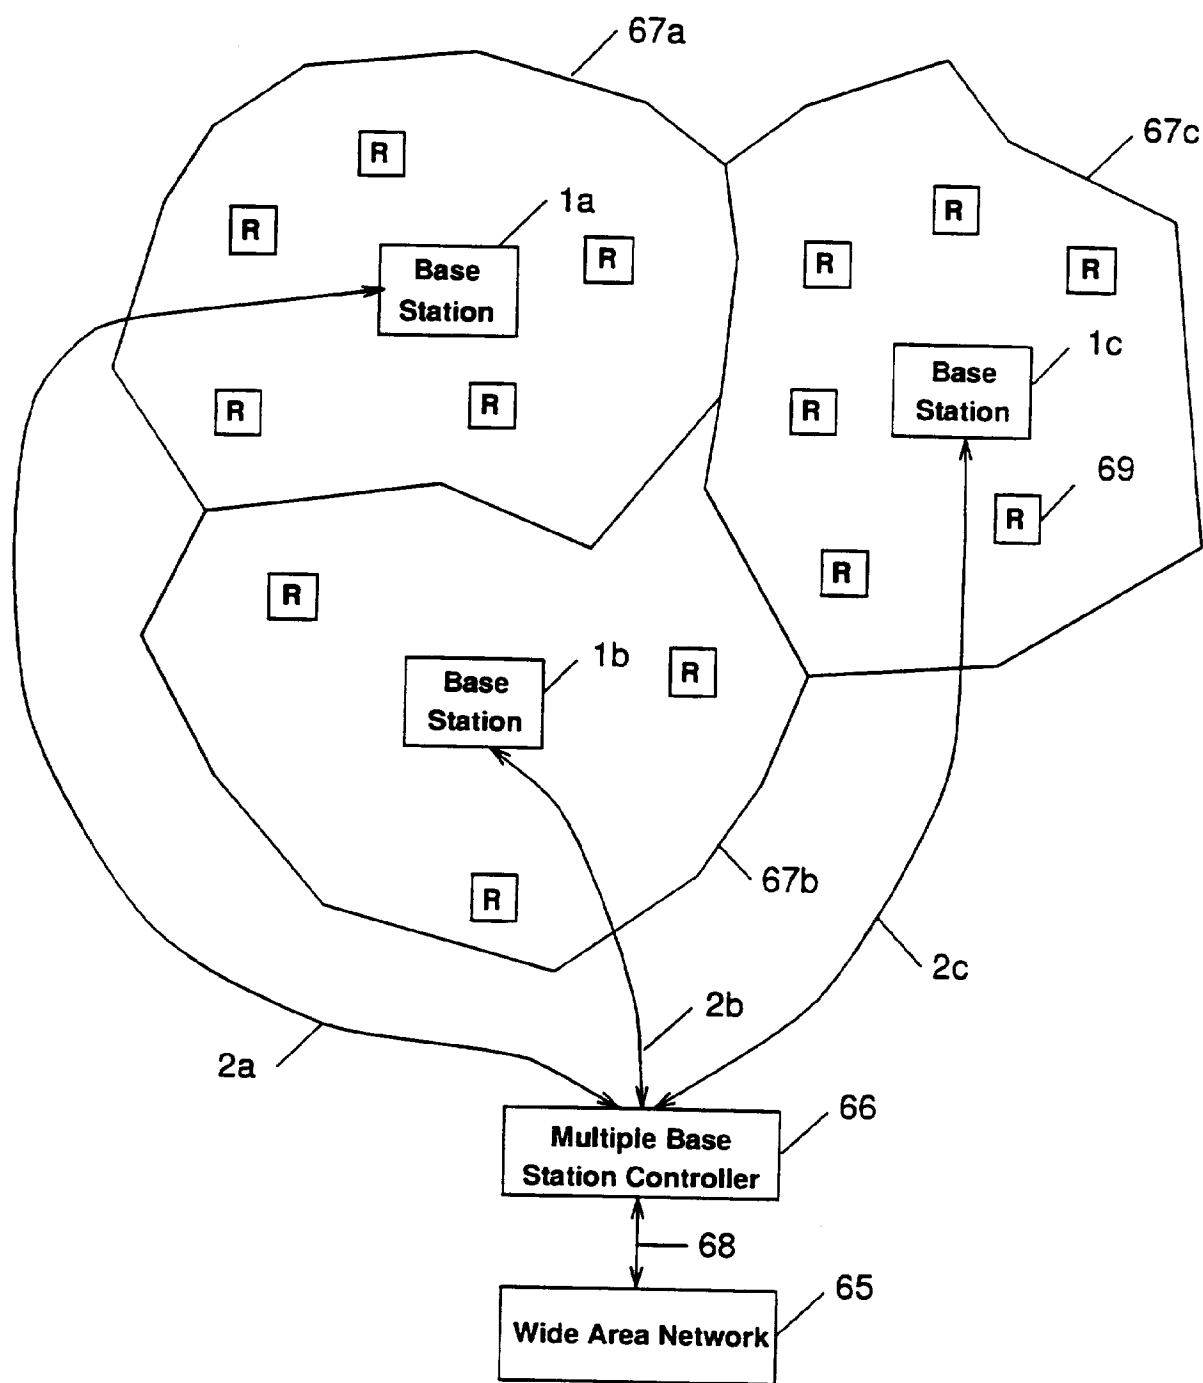 67a
67c
R
R
R
1a
R
R
R
Base
Station
1c
Base
Station
R
R
R
69
R
R
R
1b
R
Base
Station
67b
R
2c
2b
2a
66
Multiple Base
Station Controller
68
65
Wide Area Network